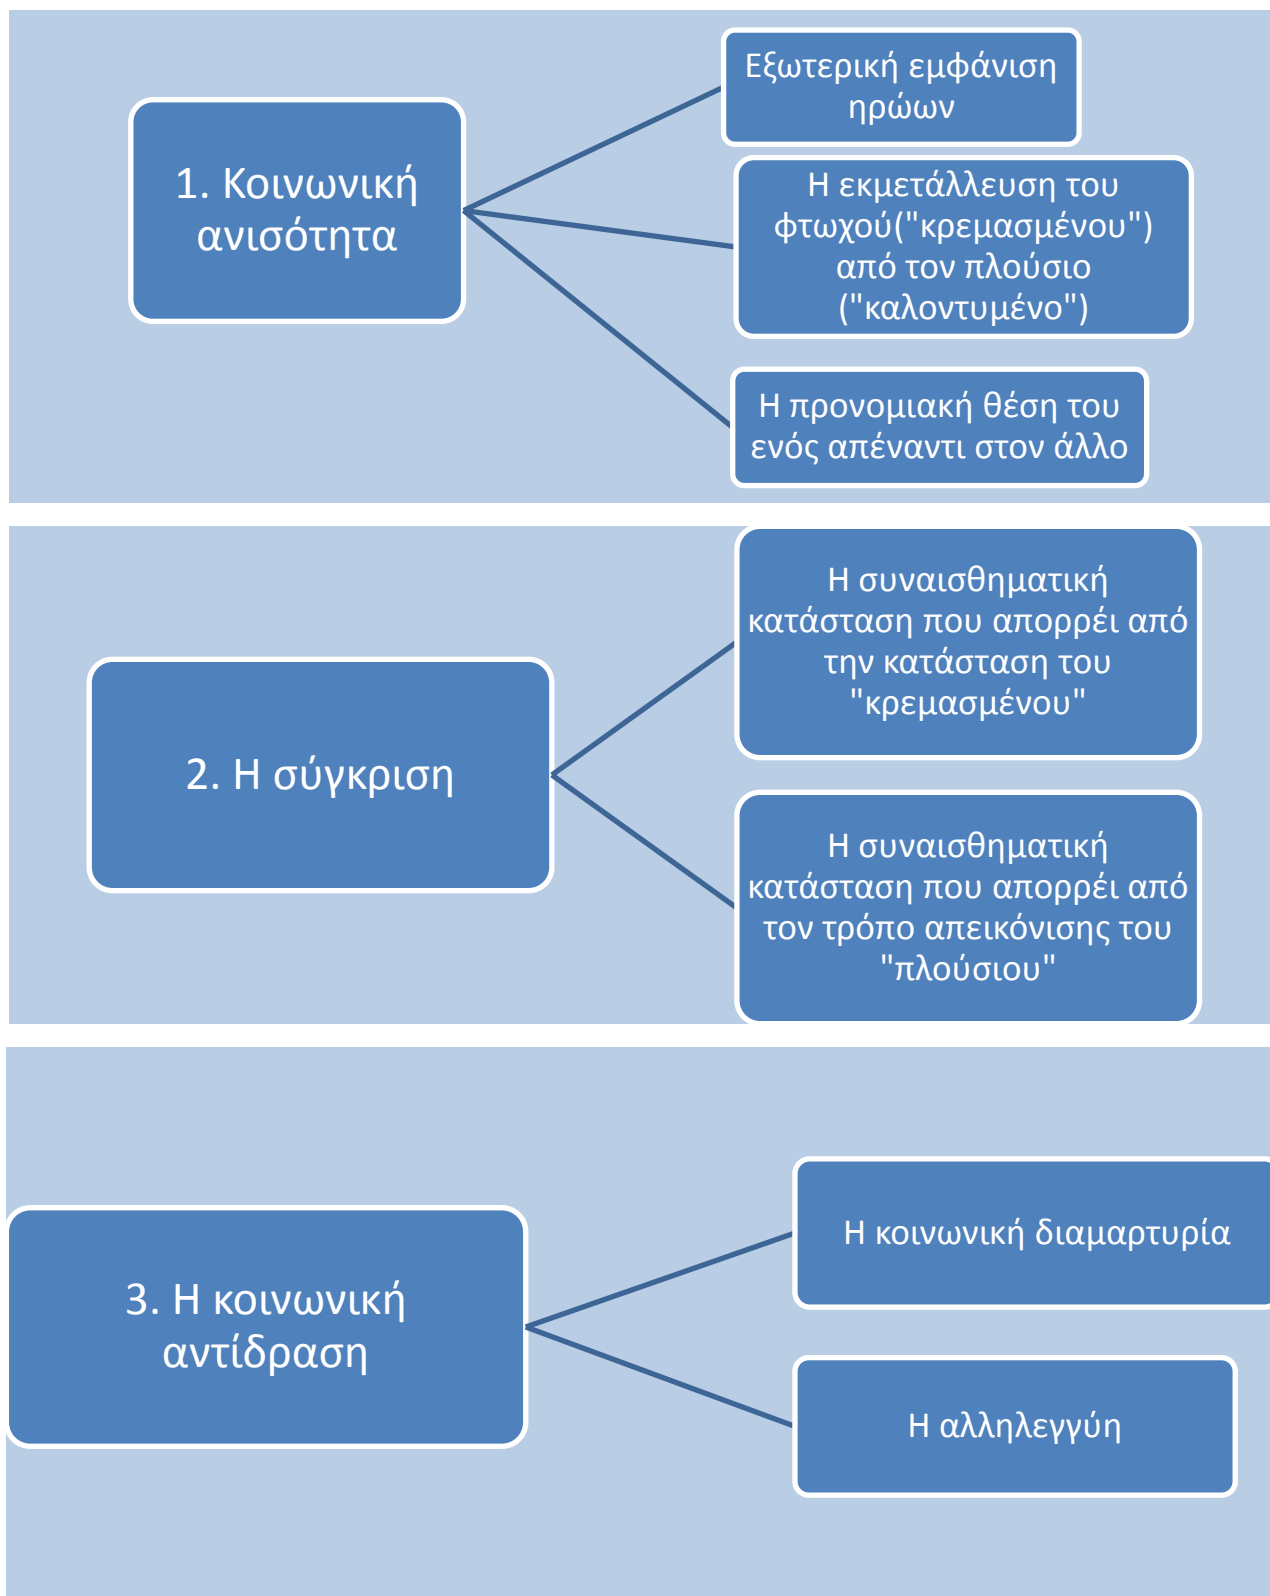 1. Κοινωνική
ανισότητα
Εξωτερική εμφάνιση
ηρώων
Η εκμετάλλευση του
φτωχού("κρεμασμένου")
από τον πλούσιο
("καλοντυμένο")
Η προνομιακή θέση του
ενός απέναντι στον άλλο
2. Η σύγκριση
Η συναισθηματική
κατάσταση που απορρέι από
την κατάσταση του
"κρεμασμένου"
Η συναισθηματική
κατάσταση που απορρέι από
τον τρόπο απεικόνισης του
"πλούσιου"
3. Η κοινωνική
αντίδραση
Η κοινωνική διαμαρτυρία
Η αλληλεγγύη